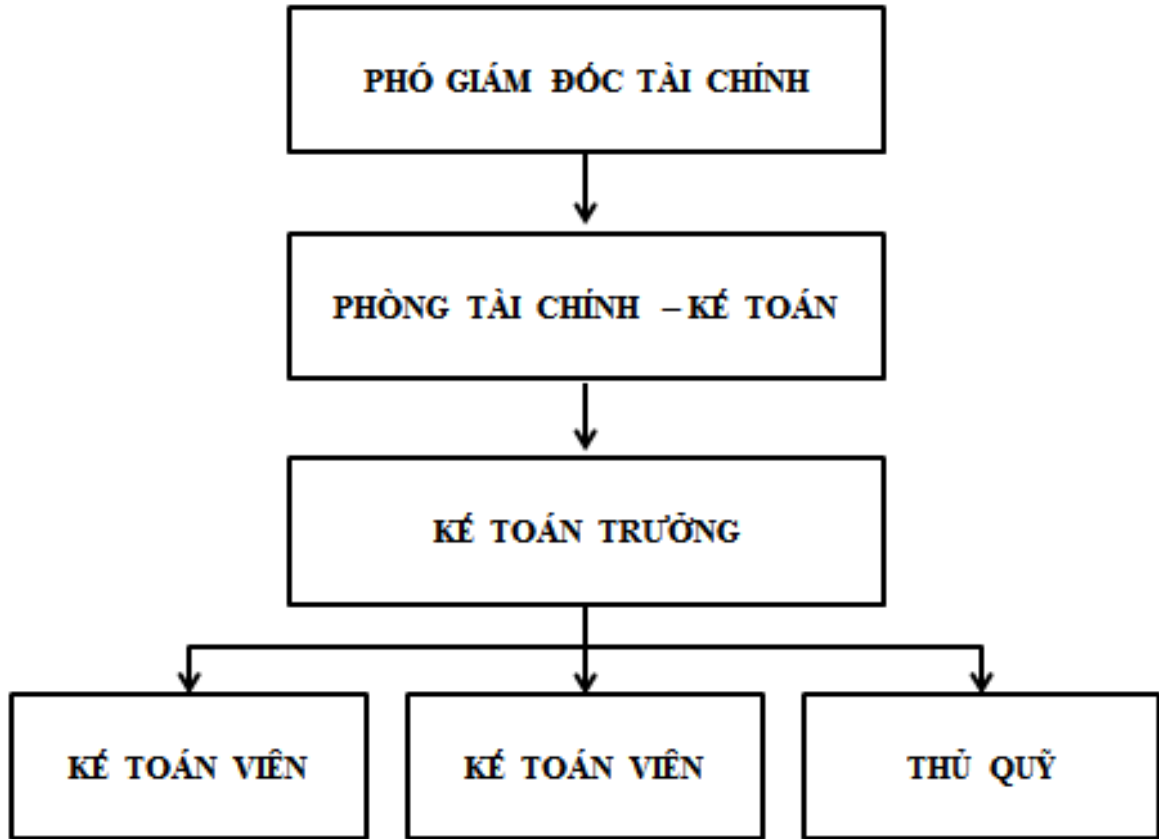 PHÓ GIÁM ĐỐC TÀI CHÍNH
PHÒNG TÀI CHÍNH – KẾ TOÁN
KẾ TOÁN TRƯỞNG
KẾ TOÁN VIÊN
KẾ TOÁN VIÊN
THỦ QUỸ